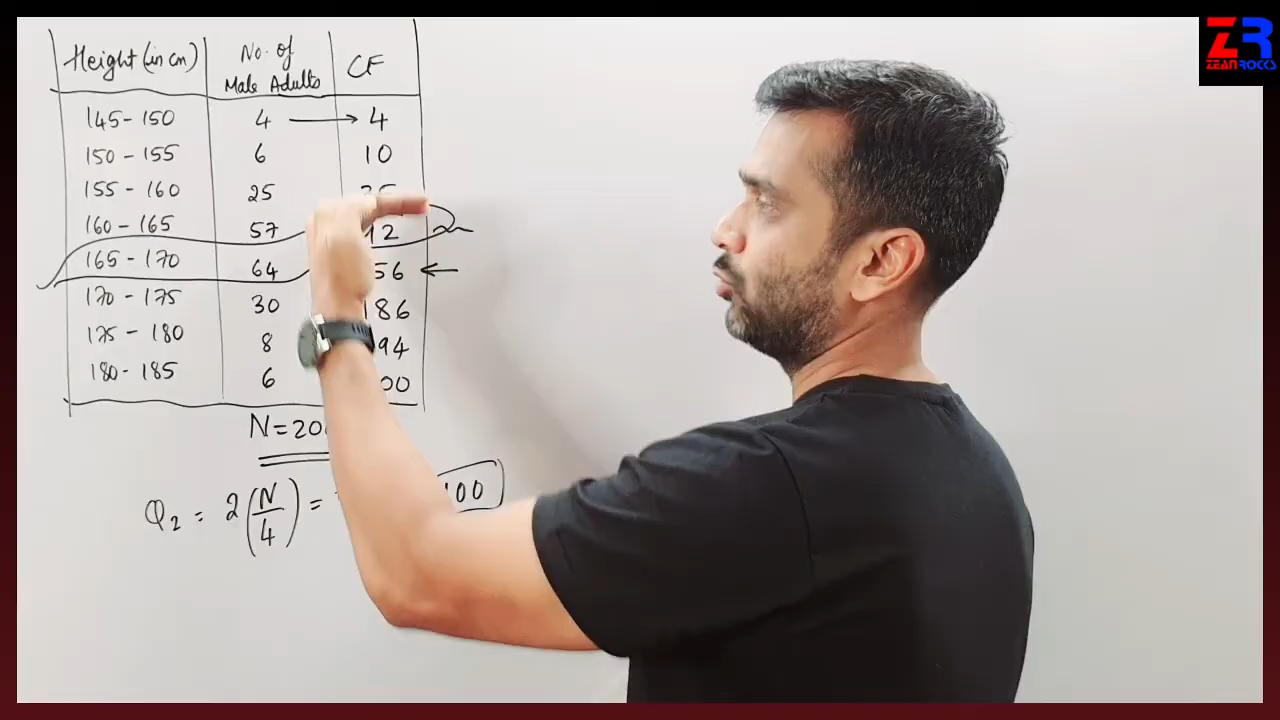 Height (in cm) No. of Male Adults CF
145 - 150 4 → 4
150 - 155 6 10
155 - 160 25
160 - 165 57 12
165 - 170 64 56 ←
170 - 175 30 186
175 - 180 8 94
180 - 185 6 00
N = 20
Q2 = 2 (N/4) = 100
ZR
ZEAN ROCKS